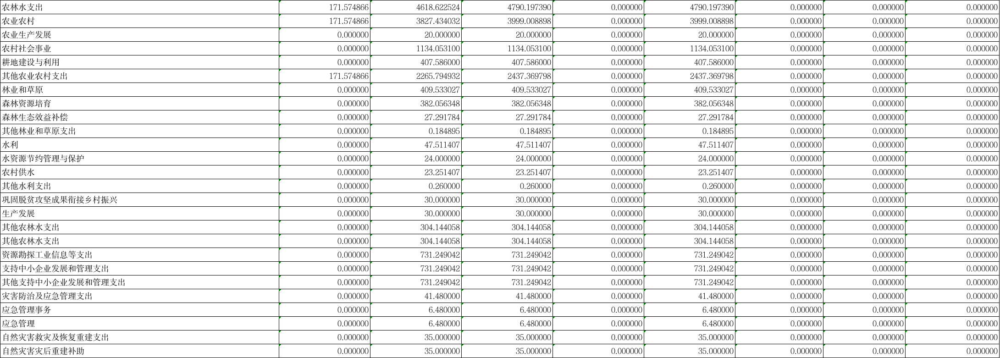 农林水支出 171.574866 4618.622524 4790.197390 0.000000 4790.197390 0.000000 0.000000 0.000000
农业农村 171.574866 3827.434032 3999.008898 0.000000 3999.008898 0.000000 0.000000 0.000000
农业生产发展 0.000000 20.000000 20.000000 0.000000 20.000000 0.000000 0.000000 0.000000
农村社会事业 0.000000 1134.053100 1134.053100 0.000000 1134.053100 0.000000 0.000000 0.000000
耕地建设与利用 0.000000 407.586000 407.586000 0.000000 407.586000 0.000000 0.000000 0.000000
其他农业农村支出 171.574866 2265.794932 2437.369798 0.000000 2437.369798 0.000000 0.000000 0.000000
林业和草原 0.000000 409.533027 409.533027 0.000000 409.533027 0.000000 0.000000 0.000000
森林资源培育 0.000000 382.056348 382.056348 0.000000 382.056348 0.000000 0.000000 0.000000
森林生态效益补偿 0.000000 27.291784 27.291784 0.000000 27.291784 0.000000 0.000000 0.000000
其他林业和草原支出 0.000000 0.184895 0.184895 0.000000 0.184895 0.000000 0.000000 0.000000
水利 0.000000 47.511407 47.511407 0.000000 47.511407 0.000000 0.000000 0.000000
水资源节约管理与保护 0.000000 24.000000 24.000000 0.000000 24.000000 0.000000 0.000000 0.000000
农村供水 0.000000 23.251407 23.251407 0.000000 23.251407 0.000000 0.000000 0.000000
其他水利支出 0.000000 0.260000 0.260000 0.000000 0.260000 0.000000 0.000000 0.000000
巩固脱贫攻坚成果衔接乡村振兴 0.000000 30.000000 30.000000 0.000000 30.000000 0.000000 0.000000 0.000000
生产发展 0.000000 30.000000 30.000000 0.000000 30.000000 0.000000 0.000000 0.000000
其他农林水支出 0.000000 304.144058 304.144058 0.000000 304.144058 0.000000 0.000000 0.000000
其他农林水支出 0.000000 304.144058 304.144058 0.000000 304.144058 0.000000 0.000000 0.000000
资源勘探工业信息等支出 0.000000 731.249042 731.249042 0.000000 731.249042 0.000000 0.000000 0.000000
支持中小企业发展和管理支出 0.000000 731.249042 731.249042 0.000000 731.249042 0.000000 0.000000 0.000000
其他支持中小企业发展和管理支出 0.000000 731.249042 731.249042 0.000000 731.249042 0.000000 0.000000 0.000000
灾害防治及应急管理支出 0.000000 41.480000 41.480000 0.000000 41.480000 0.000000 0.000000 0.000000
应急管理事务 0.000000 6.480000 6.480000 0.000000 6.480000 0.000000 0.000000 0.000000
应急管理 0.000000 6.480000 6.480000 0.000000 6.480000 0.000000 0.000000 0.000000
自然灾害救灾及恢复重建支出 0.000000 35.000000 35.000000 0.000000 35.000000 0.000000 0.000000 0.000000
自然灾害灾后重建补助 0.000000 35.000000 35.000000 0.000000 35.000000 0.000000 0.000000 0.000000